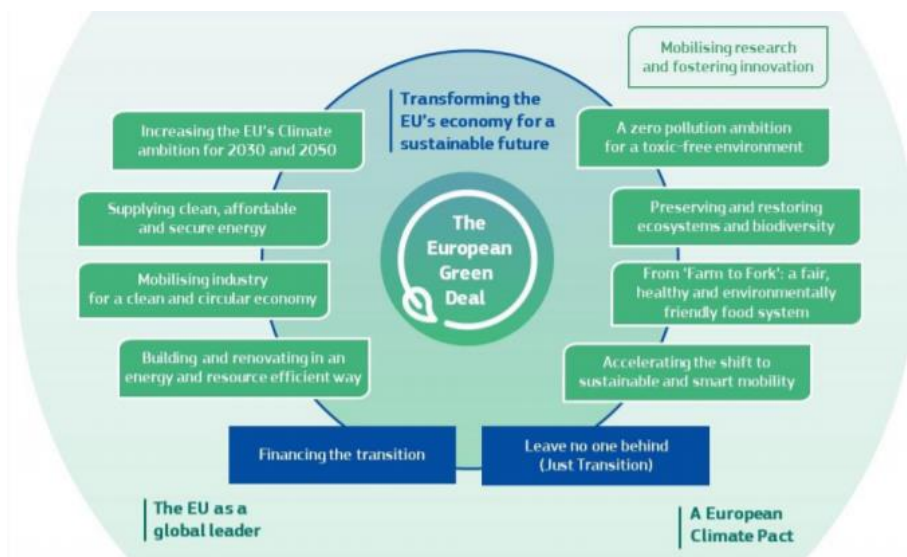 Mobilising research
and fostering innovation
Transforming the
EU's economy for a
sustainable future
Increasing the EU's Climate
ambition for 2030 and 2050
A zero pollution ambition
for a toxic-free environment
Supplying clean, affordable
and secure energy
Preserving and restoring
ecosystems and biodiversity
The
European
Green
Deal
Mobilising industry
for a clean and circular economy
From 'Farm to Fork': a fair,
healthy and environmentally
friendly food system
Building and renovating in an
energy and resource efficient way
Accelerating the shift to
sustainable and smart mobility
Financing the transition
Leave no one behind
(Just Transition)
The EU as a
global leader
A European
Climate Pact